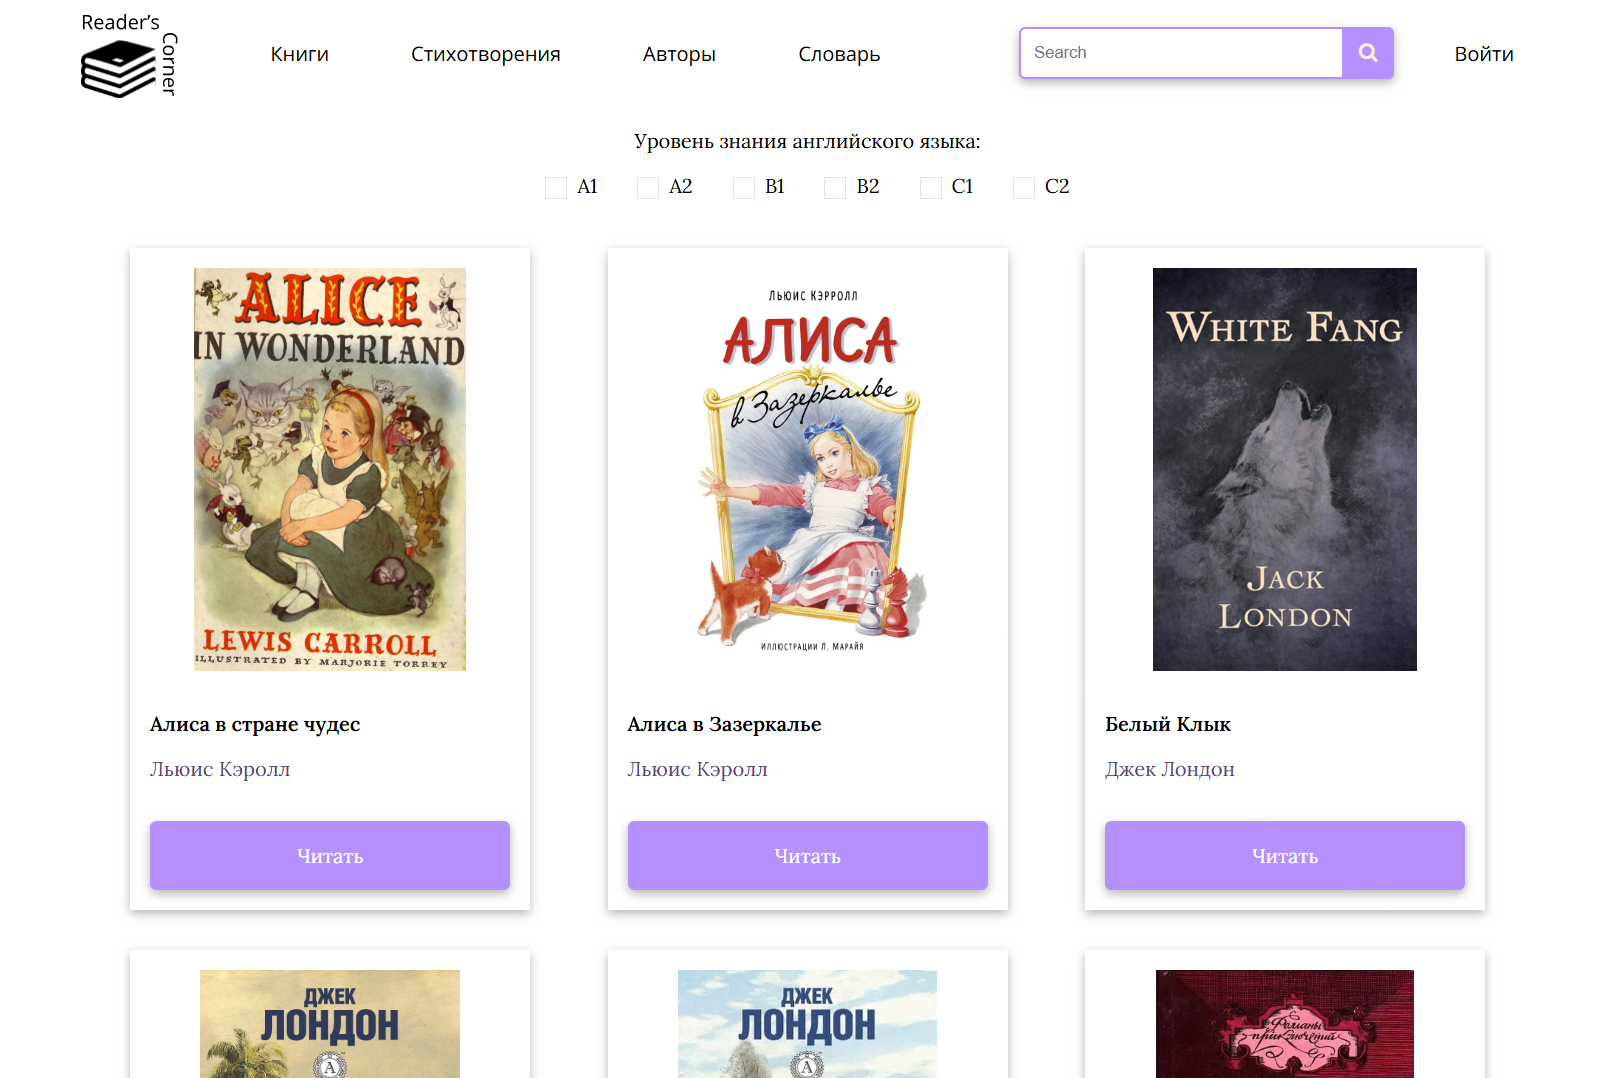 Reader’s
Corner
Книги
Стихотворения
Авторы
Словарь
Search
Войти
Уровень знания английского языка:
A1
A2
B1
B2
C1
C2
ALICE
IN WONDERLAND
LEWIS CARROLL
ILLUSTRATED BY MARJORIE TORREY
Алиса в стране чудес
Льюис Кэролл
Читать
Льюис Кэрролл
АЛИСА
в Зазеркалье
иллюстрации Л. Марайя
Алиса в Зазеркалье
Льюис Кэролл
Читать
WHITE FANG
JACK
LONDON
Белый Клык
Джек Лондон
Читать
ДЖЕК
ЛОНДОН
А
ДЖЕК
ЛОНДОН
А
Романы
приключений